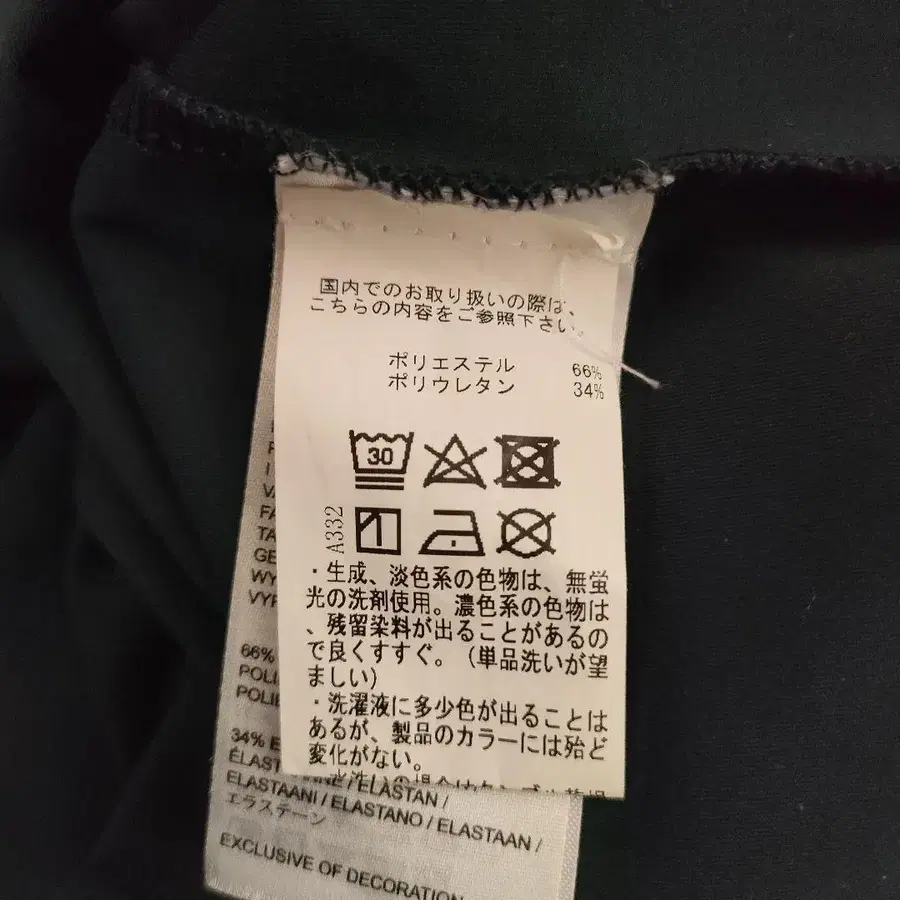 国内でのお取り扱いの際は、
こちらの内容をご参照下さい。
ポリエステル 66%
ポリウレタン 34%
30
A332
・生成、淡色系の色物は、無蛍
光の洗剤使用。濃色系の色物は
、残留染料が出ることがあるの
で良くすすぐ。（単品洗いが望
ましい）
・洗濯液に多少色が出ることは
あるが、製品のカラーには殆ど
変化がない。
66%
34%
/ ELASTAN /
ELASTAANI / ELASTANO / ELASTAAN /
エラステーン
EXCLUSIVE OF DECORATION